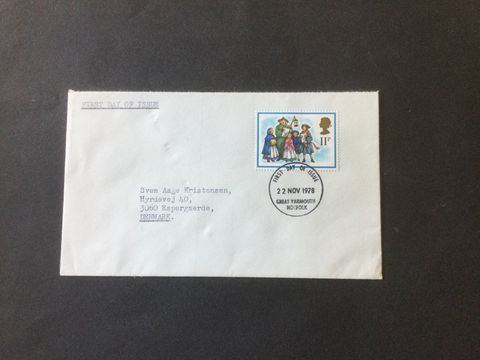 FIRST DAY OF ISSUE
11P
FIRST DAY OF ISSUE
22 NOV 1978
GREAT YARMOUTH
NORFOLK
Sven Aage Kristensen,
Hyrdevej 40,
3060 Espergaerde,
DENMARK.